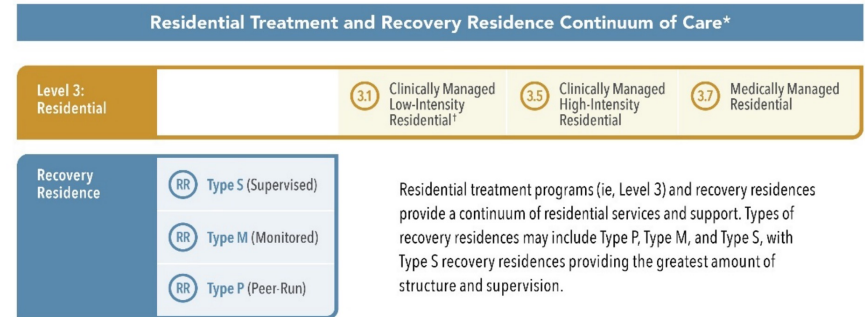 Residential Treatment and Recovery Residence Continuum of Care*
Level 3:
Residential
3.1
Clinically Managed
Low-Intensity
Residential†
3.5
Clinically Managed
High-Intensity
Residential
3.7
Medically Managed
Residential
Recovery
Residence
RR Type S (Supervised)
RR Type M (Monitored)
RR Type P (Peer-Run)
Residential treatment programs (ie, Level 3) and recovery residences
provide a continuum of residential services and support. Types of
recovery residences may include Type P, Type M, and Type S, with
Type S recovery residences providing the greatest amount of
structure and supervision.